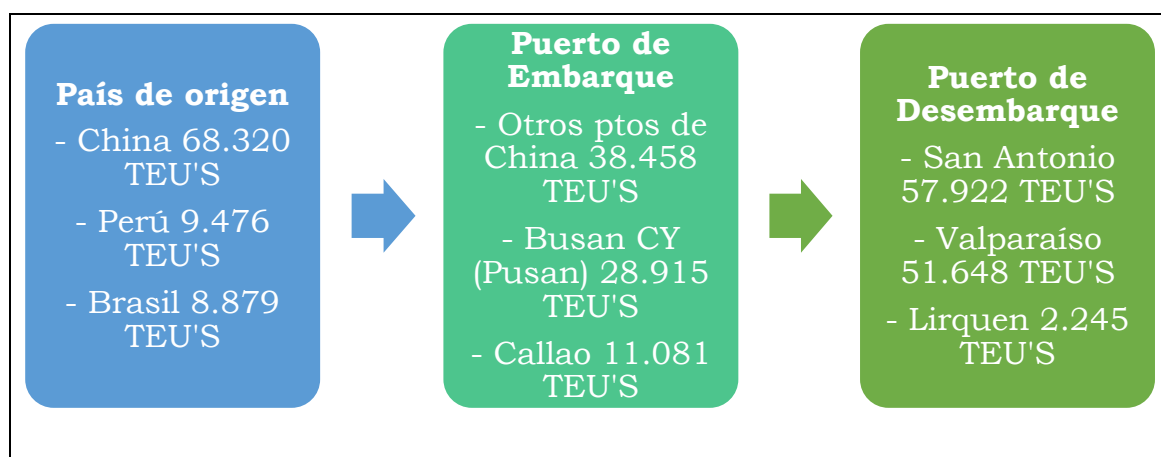 País de origen
- China 68.320
TEU'S
- Perú 9.476
TEU'S
- Brasil 8.879
TEU'S
Puerto de
Embarque
- Otros ptos de
China 38.458
TEU'S
- Busan CY
(Pusan) 28.915
TEU'S
- Callao 11.081
TEU'S
Puerto de
Desembarque
- San Antonio
57.922 TEU'S
- Valparaíso
51.648 TEU'S
- Lirquen 2.245
TEU'S